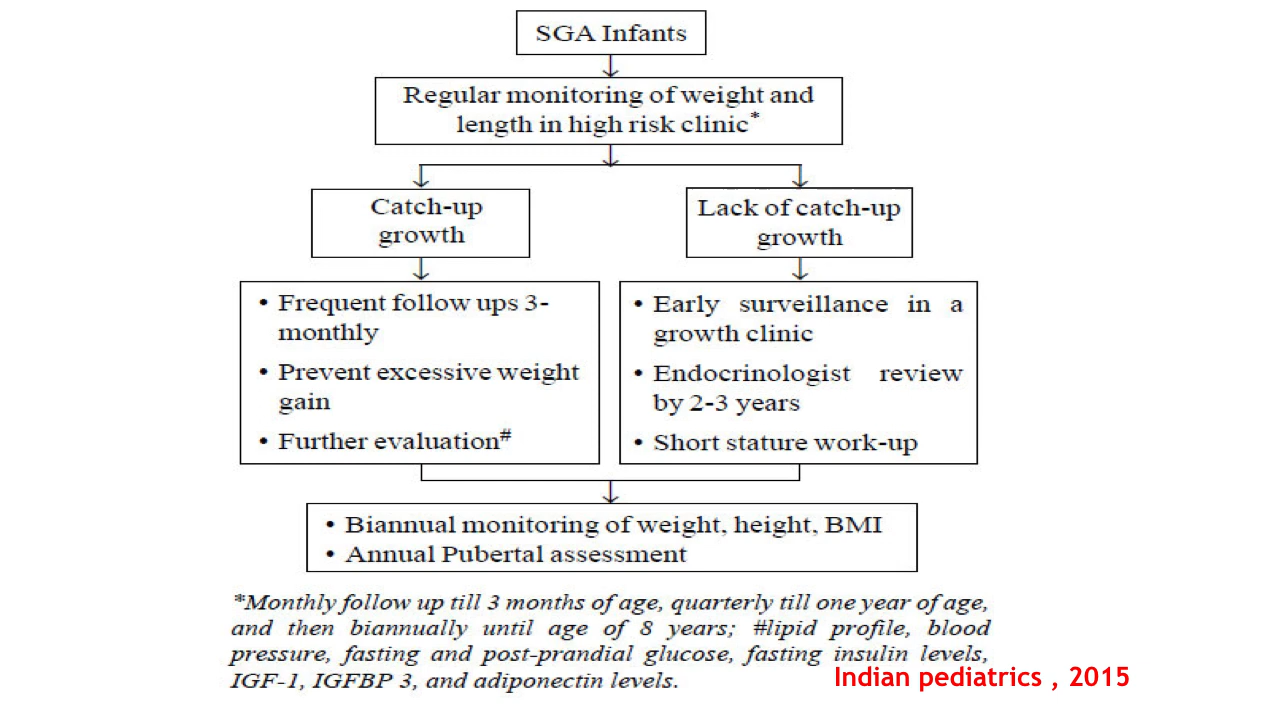 SGA Infants
Regular monitoring of weight and
length in high risk clinic*
Catch-up
growth
Lack of catch-up
growth
• Frequent follow ups 3-
monthly
• Prevent excessive weight
gain
• Further evaluation#
• Early surveillance in a
growth clinic
• Endocrinologist review
by 2-3 years
• Short stature work-up
• Biannual monitoring of weight, height, BMI
• Annual Pubertal assessment
*Monthly follow up till 3 months of age, quarterly till one year of age,
and then biannually until age of 8 years; #lipid profile, blood
pressure, fasting and post-prandial glucose, fasting insulin levels,
IGF-1, IGFBP 3, and adiponectin levels.
Indian pediatrics , 2015